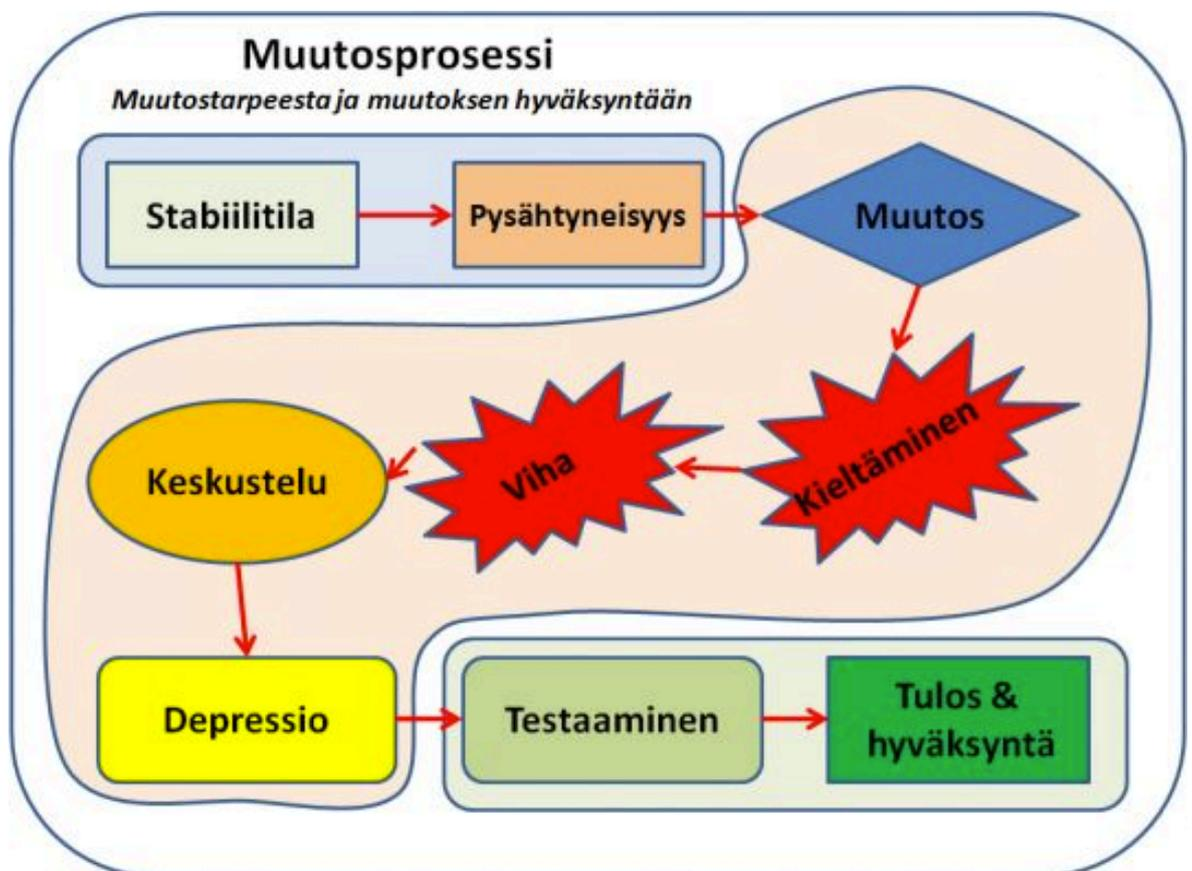 Muutosprosessi
Muutostarpeesta ja muutoksen hyväksyntään
Stabiilitila
Pysähtyneisyys
Muutos
Kieltäminen
Viha
Keskustelu
Depressio
Testaaminen
Tulos &
hyväksyntä